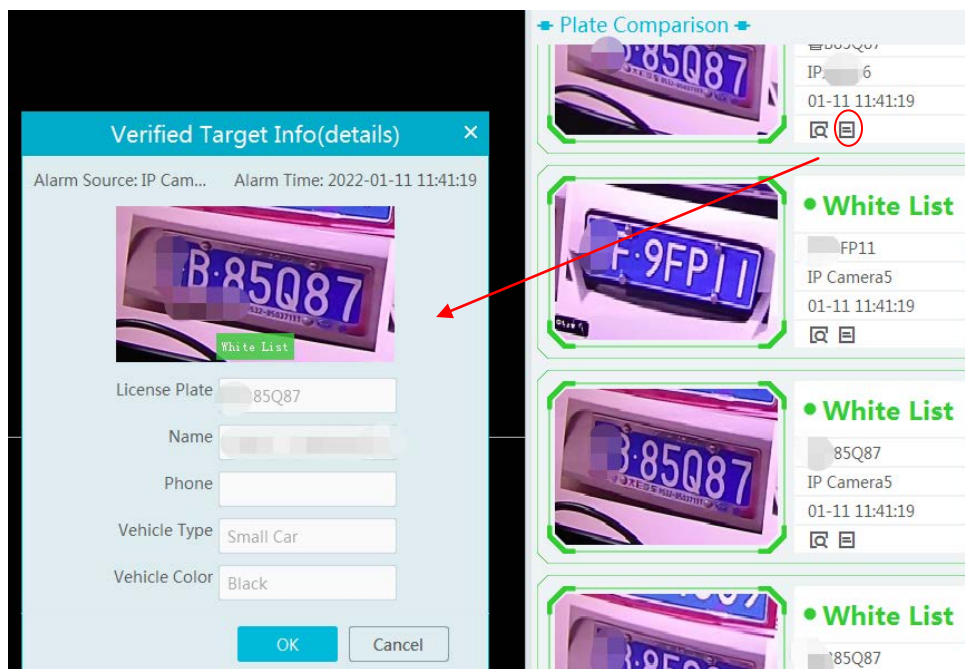 Plate Comparison
B·85Q87
IP
6
01-11 11:41:19
Verified Target Info(details) ×
Alarm Source: IP Cam... Alarm Time: 2022-01-11 11:41:19
B·85Q87
White List
License Plate 85Q87
Name
Phone
Vehicle Type Small Car
Vehicle Color Black
OK Cancel
F·9FP11
White List
FP11
IP Camera5
01-11 11:41:19
B·85Q87
White List
85Q87
IP Camera5
01-11 11:41:19
White List
85Q87